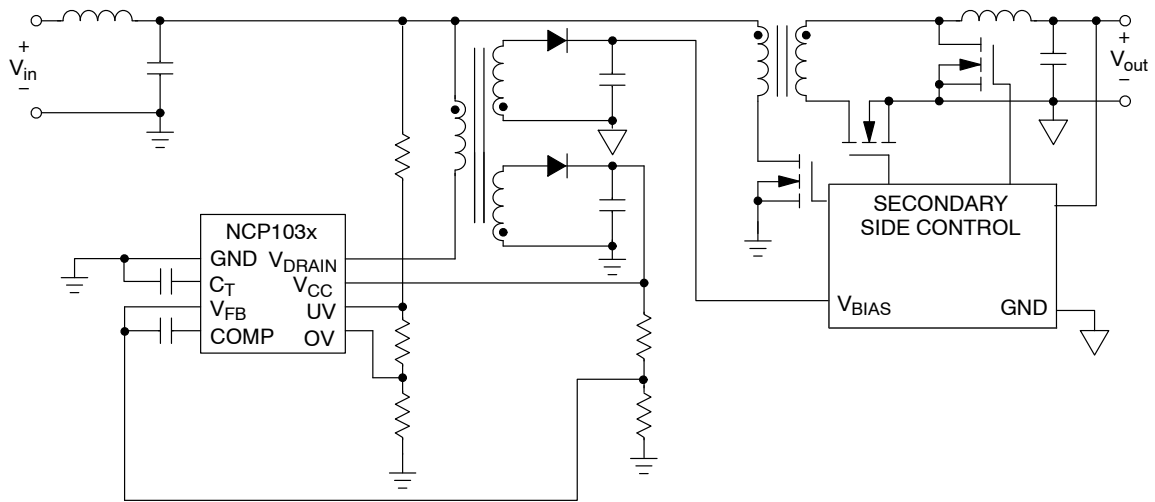 +
V_in
−
+
V_out
−
NCP103x
GND
C_T
V_FB
COMP
V_DRAIN
V_CC
UV
OV
SECONDARY
SIDE CONTROL
V_BIAS
GND